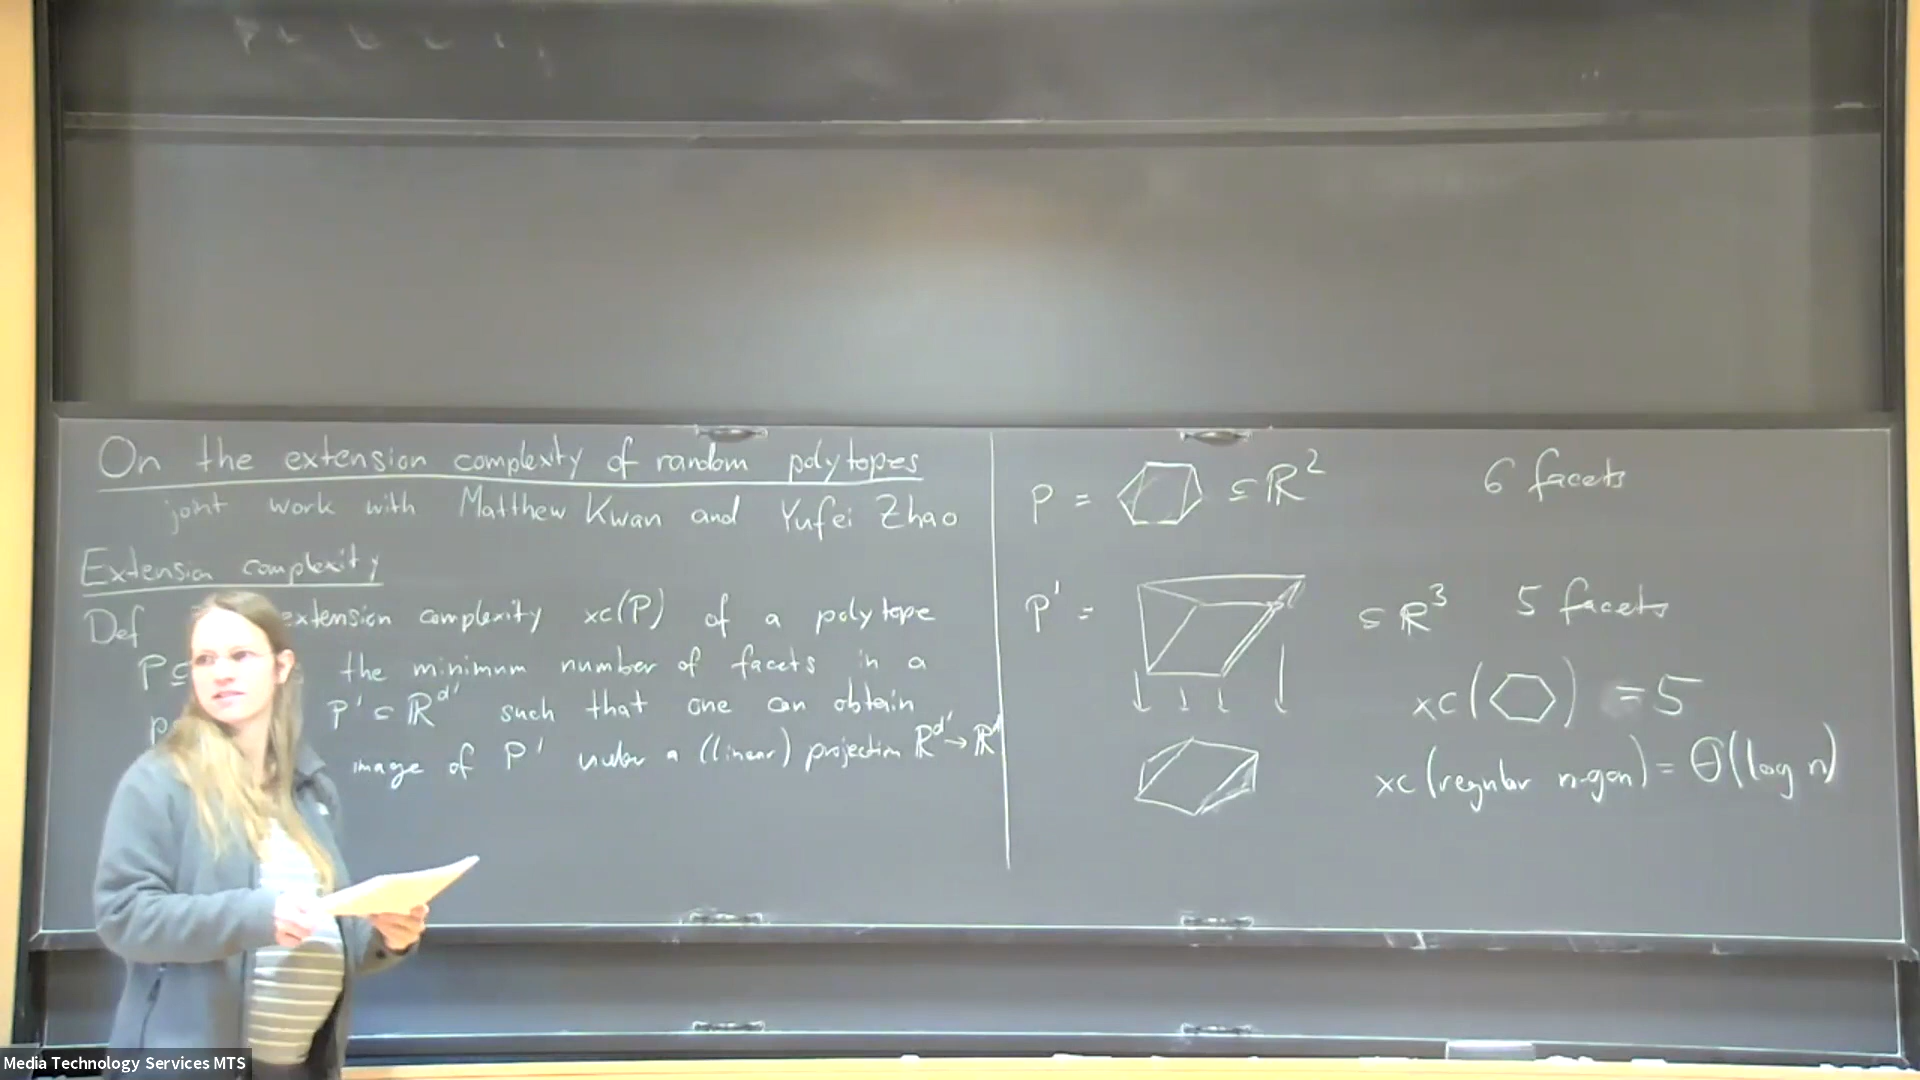 On the extension complexity of random polytopes
joint work with Matthew Kwan and Yufei Zhao
Extension complexity
Def extension complexity xc(P) of a polytope
P ⊆ the minimum number of facets in a
P' ⊂ ℝ^d' such that one can obtain
image of P' under a (linear) projection ℝ^d' → ℝ^d
P = ⊆ ℝ² 6 facets
P' = ⊆ ℝ³ 5 facets
xc( ) = 5
xc(regular n-gon) = Θ(log n)
Media Technology Services MTS